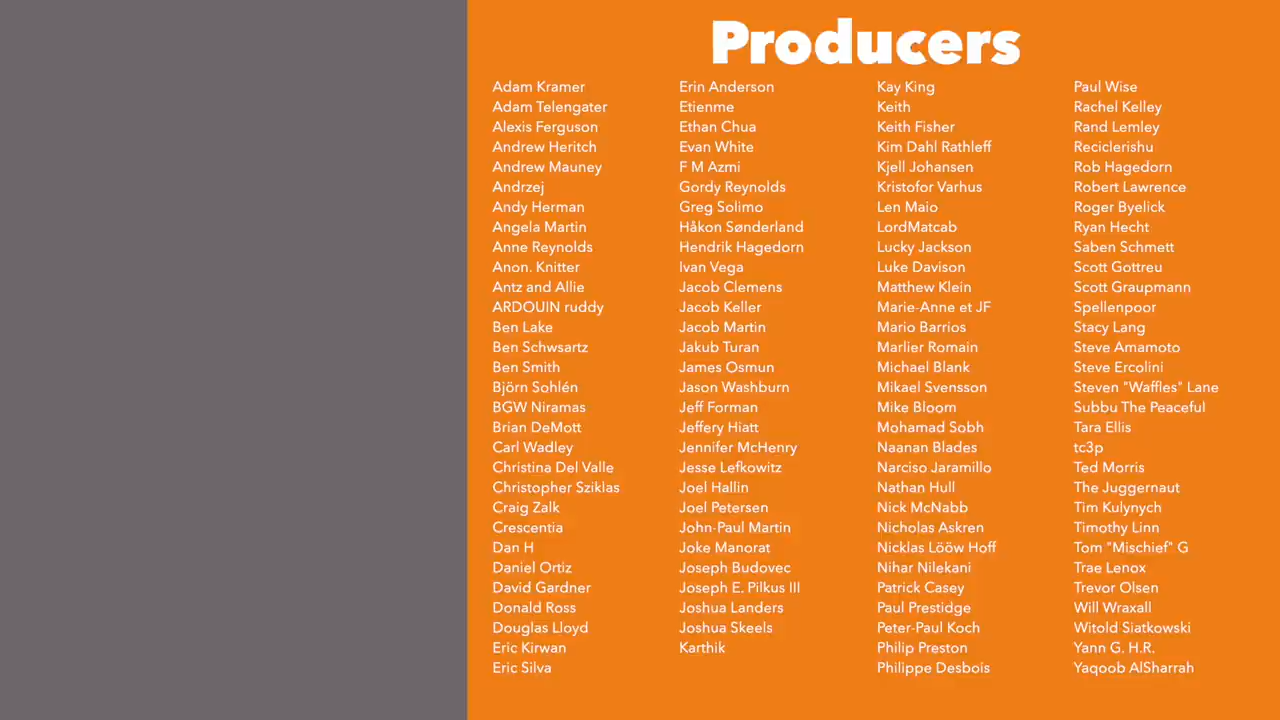 Producers
Adam Kramer
Adam Telengater
Alexis Ferguson
Andrew Heritch
Andrew Mauney
Andrzej
Andy Herman
Angela Martin
Anne Reynolds
Anon. Knitter
Antz and Allie
ARDOUIN ruddy
Ben Lake
Ben Schwsartz
Ben Smith
Björn Sohlén
BGW Niramas
Brian DeMott
Carl Wadley
Christina Del Valle
Christopher Sziklas
Craig Zalk
Crescentia
Dan H
Daniel Ortiz
David Gardner
Donald Ross
Douglas Lloyd
Eric Kirwan
Eric Silva
Erin Anderson
Etienme
Ethan Chua
Evan White
F M Azmi
Gordy Reynolds
Greg Solimo
Håkon Sønderland
Hendrik Hagedorn
Ivan Vega
Jacob Clemens
Jacob Keller
Jacob Martin
Jakub Turan
James Osmun
Jason Washburn
Jeff Forman
Jeffery Hiatt
Jennifer McHenry
Jesse Lefkowitz
Joel Hallin
Joel Petersen
John-Paul Martin
Joke Manorat
Joseph Budovec
Joseph E. Pilkus III
Joshua Landers
Joshua Skeels
Karthik
Kay King
Keith
Keith Fisher
Kim Dahl Rathleff
Kjell Johansen
Kristofor Varhus
Len Maio
LordMatcab
Lucky Jackson
Luke Davison
Matthew Klein
Marie-Anne et JF
Mario Barrios
Marlier Romain
Michael Blank
Mikael Svensson
Mike Bloom
Mohamad Sobh
Naanan Blades
Narciso Jaramillo
Nathan Hull
Nick McNabb
Nicholas Askren
Nicklas Lööw Hoff
Nihar Nilekani
Patrick Casey
Paul Prestidge
Peter-Paul Koch
Philip Preston
Philippe Desbois
Paul Wise
Rachel Kelley
Rand Lemley
Reciclerishu
Rob Hagedorn
Robert Lawrence
Roger Byelick
Ryan Hecht
Saben Schmett
Scott Gottreu
Scott Graupmann
Spellenpoor
Stacy Lang
Steve Amamoto
Steve Ercolini
Steven "Waffles" Lane
Subbu The Peaceful
Tara Ellis
tc3p
Ted Morris
The Juggernaut
Tim Kulynych
Timothy Linn
Tom "Mischief" G
Trae Lenox
Trevor Olsen
Will Wraxall
Witold Siatkowski
Yann G. H.R.
Yaqoob AlSharrah